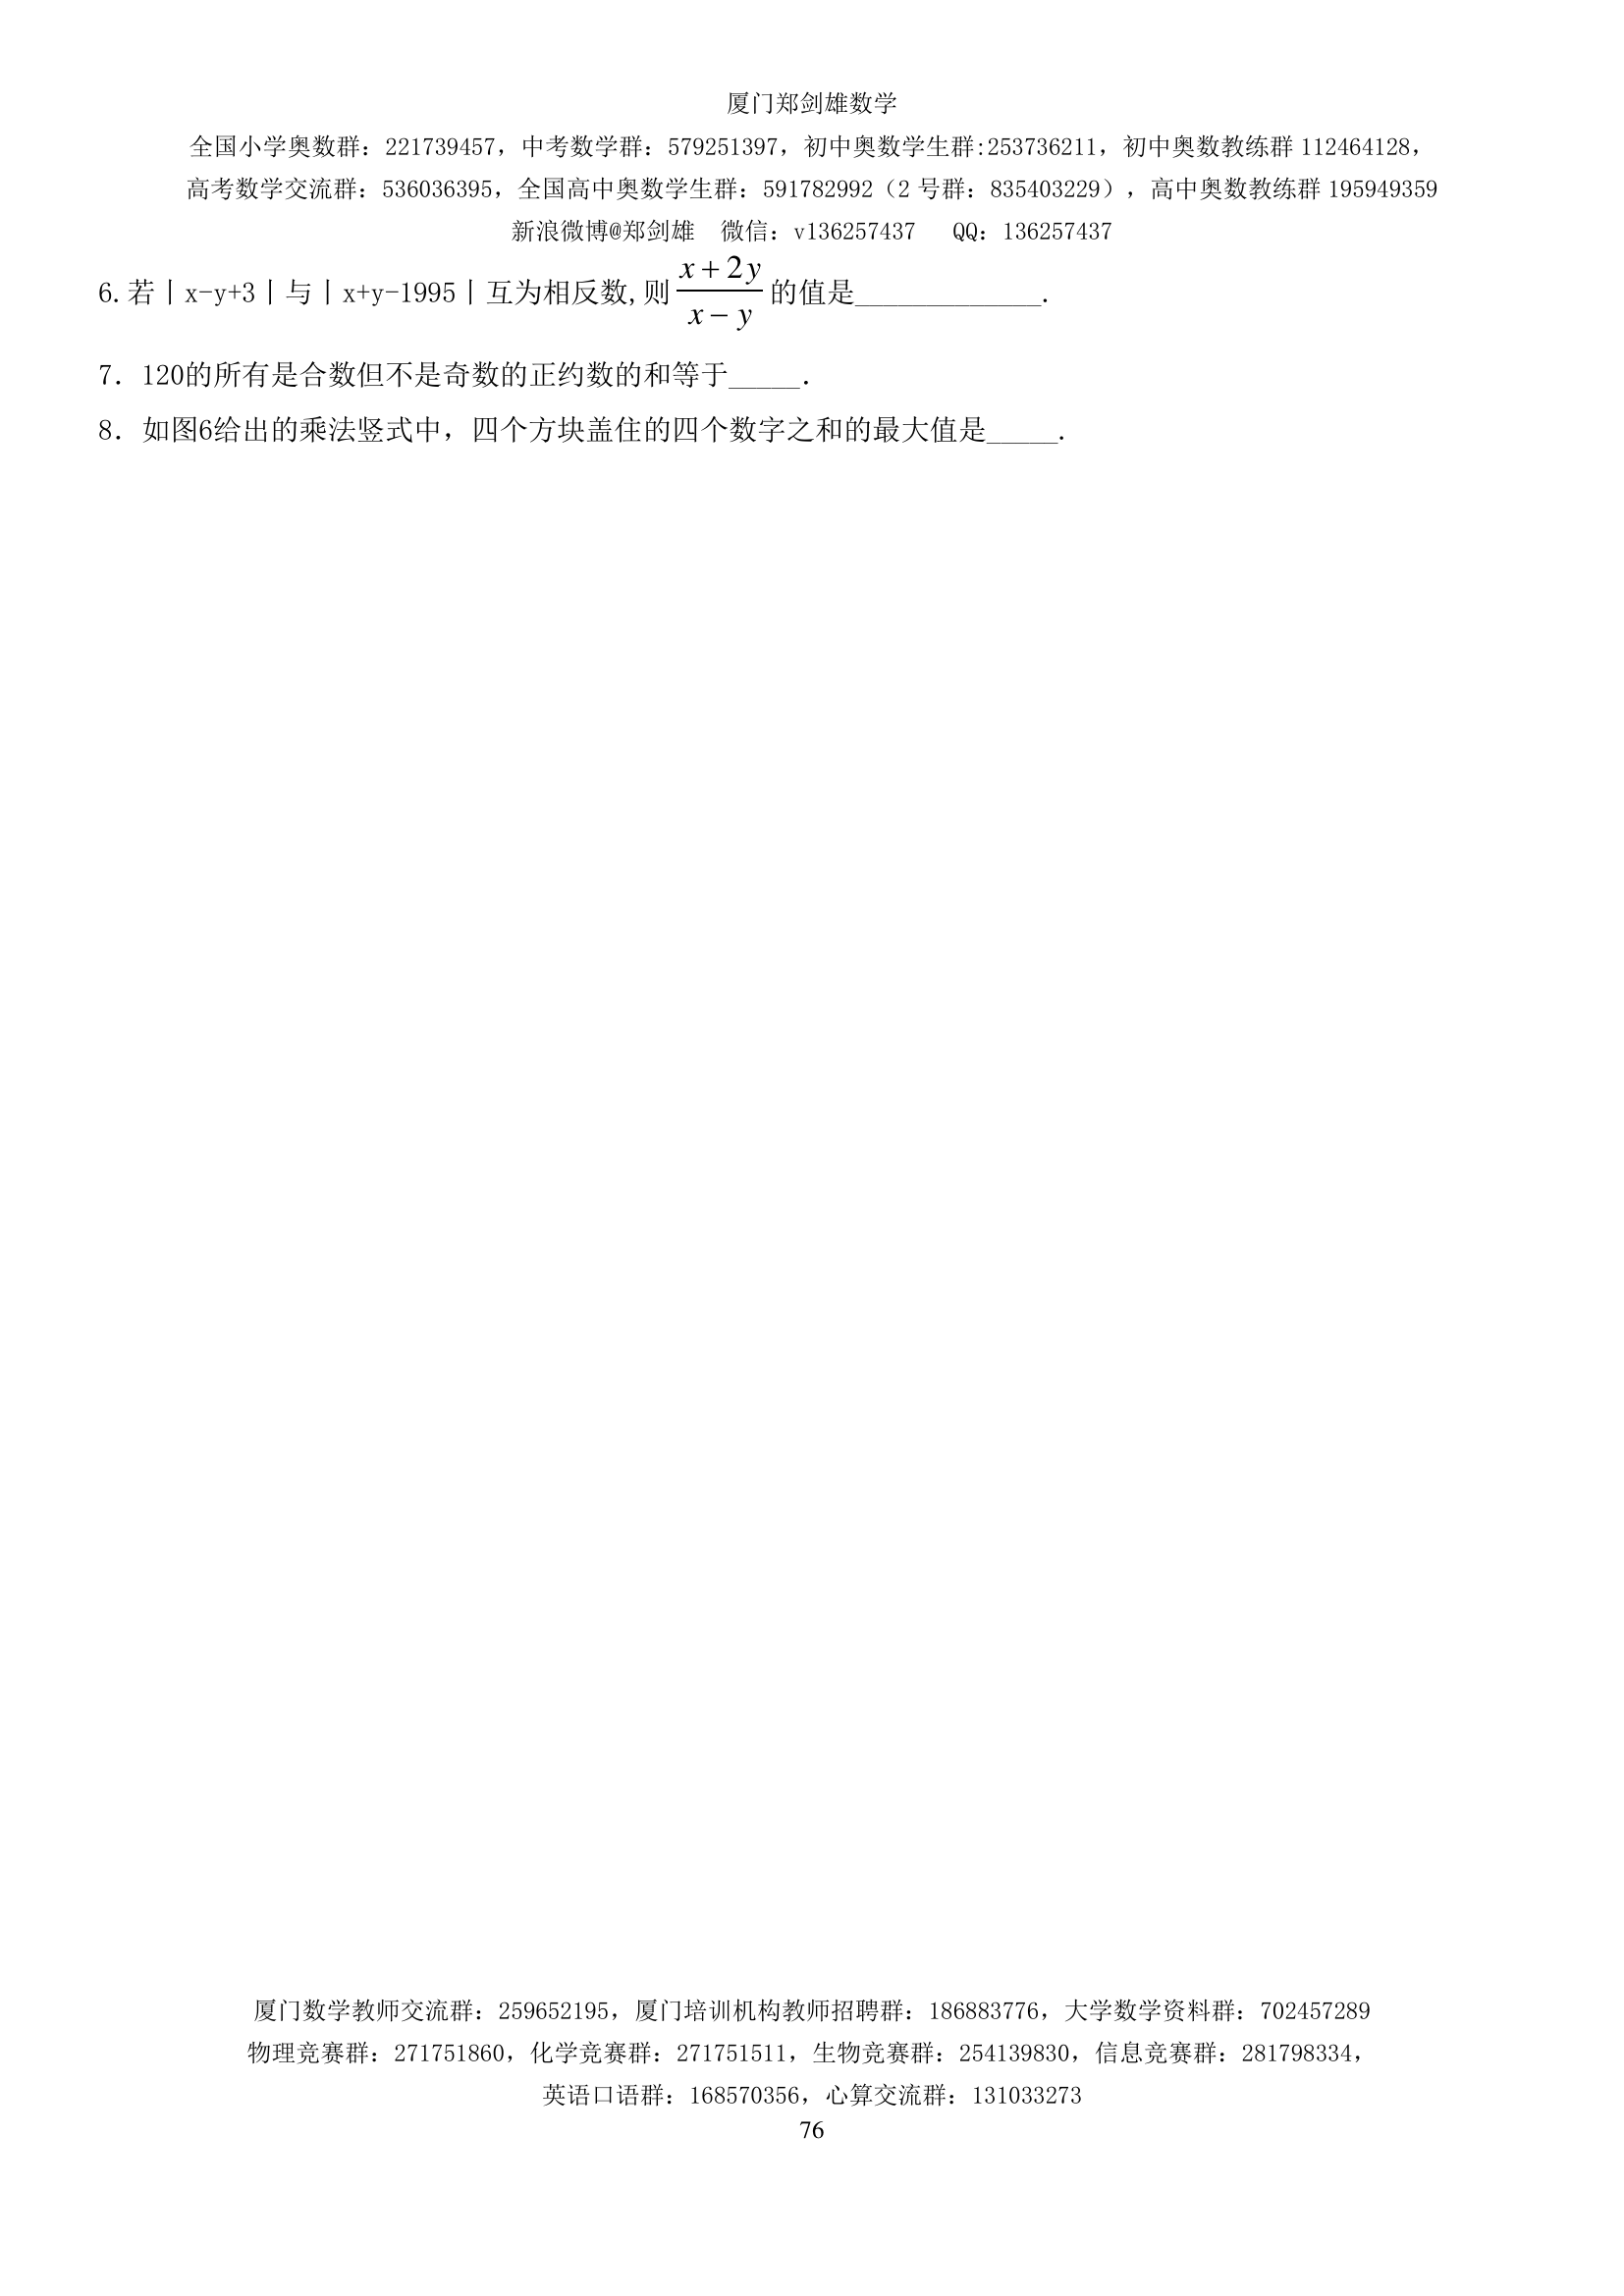 厦门郑剑雄数学
全国小学奥数群：221739457，中考数学群：579251397，初中奥数学生群:253736211，初中奥数教练群 112464128，
高考数学交流群：536036395，全国高中奥数学生群：591782992（2 号群：835403229），高中奥数教练群 195949359
新浪微博@郑剑雄 微信：v136257437 QQ：136257437
6.若|x-y+3|与|x+y-1995|互为相反数,则 (x+2y)/(x−y) 的值是_____________.
7．120的所有是合数但不是奇数的正约数的和等于_____．
8．如图6给出的乘法竖式中，四个方块盖住的四个数字之和的最大值是_____.
厦门数学教师交流群：259652195，厦门培训机构教师招聘群：186883776，大学数学资料群：702457289
物理竞赛群：271751860，化学竞赛群：271751511，生物竞赛群：254139830，信息竞赛群：281798334，
英语口语群：168570356，心算交流群：131033273
76